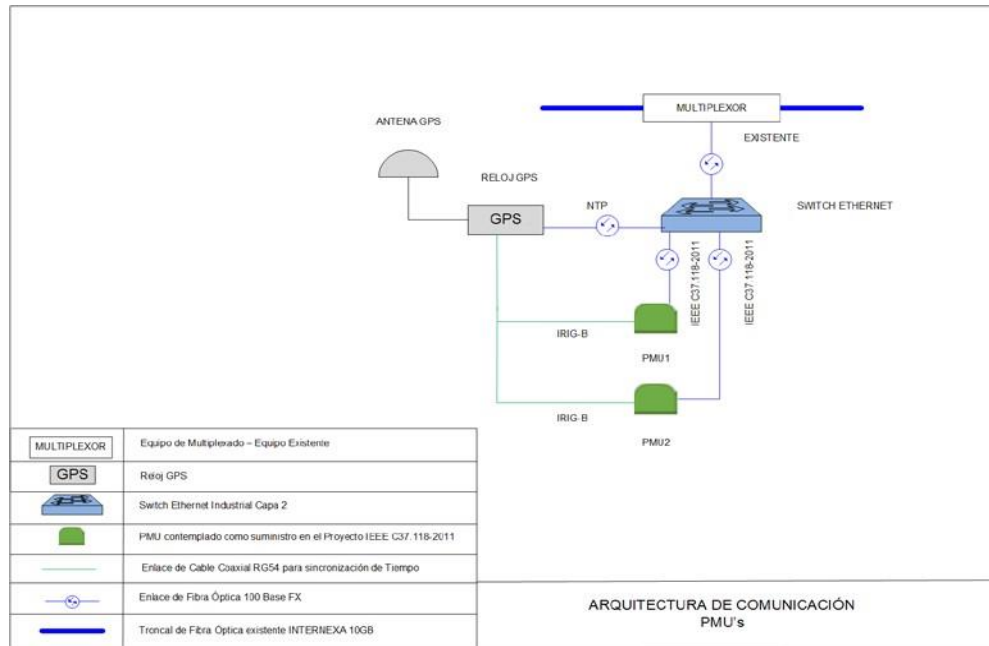 MULTIPLEXOR
ANTENA GPS
EXISTENTE
RELOJ GPS
NTP
SWITCH ETHERNET
GPS
IEEE C37.118-2011
IEEE C37.118-2011
IRIG-B
PMU1
IRIG-B
PMU2
MULTIPLEXOR
Equipo de Multiplexado – Equipo Existente
GPS
Reloj GPS
Switch Ethernet Industrial Capa 2
PMU contemplado como suministro en el Proyecto IEEE C37.118-2011
Enlace de Cable Coaxial RG54 para sincronización de Tiempo
Enlace de Fibra Óptica 100 Base FX
Troncal de Fibra Óptica existente INTERNEXA 10GB
ARQUITECTURA DE COMUNICACIÓN
PMU's